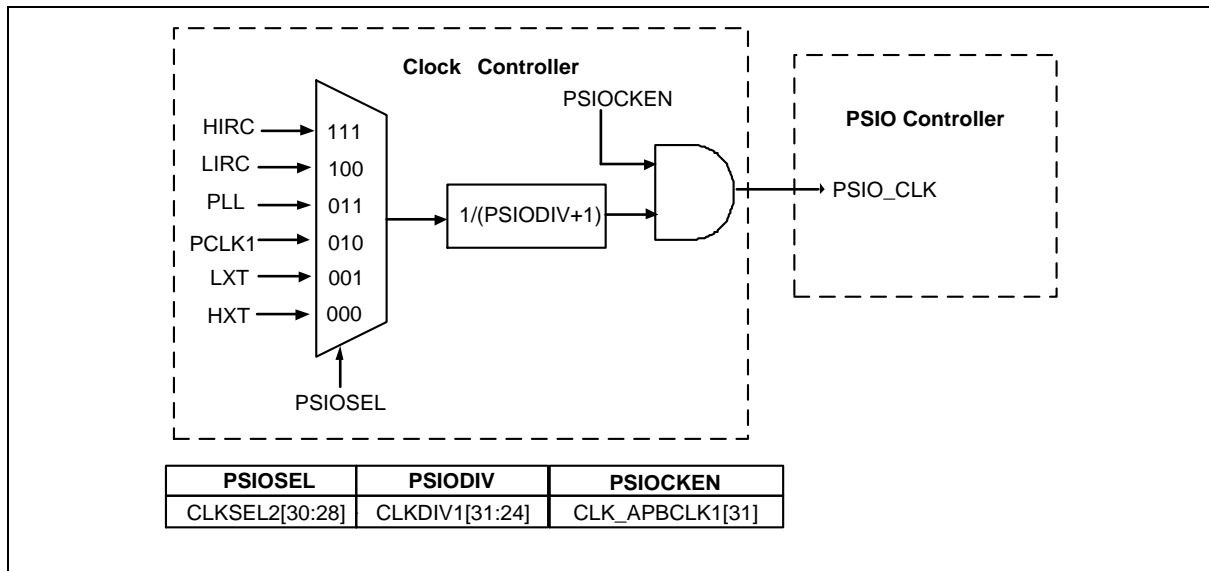 Clock Controller
PSIOCKEN
PSIO Controller
HIRC
111
LIRC
100
PLL
011
PCLK1
010
LXT
001
HXT
000
1/(PSIODIV+1)
PSIO_CLK
PSIOSEL
PSIOSEL PSIODIV PSIOCKEN
CLKSEL2[30:28] CLKDIV1[31:24] CLK_APBCLK1[31]